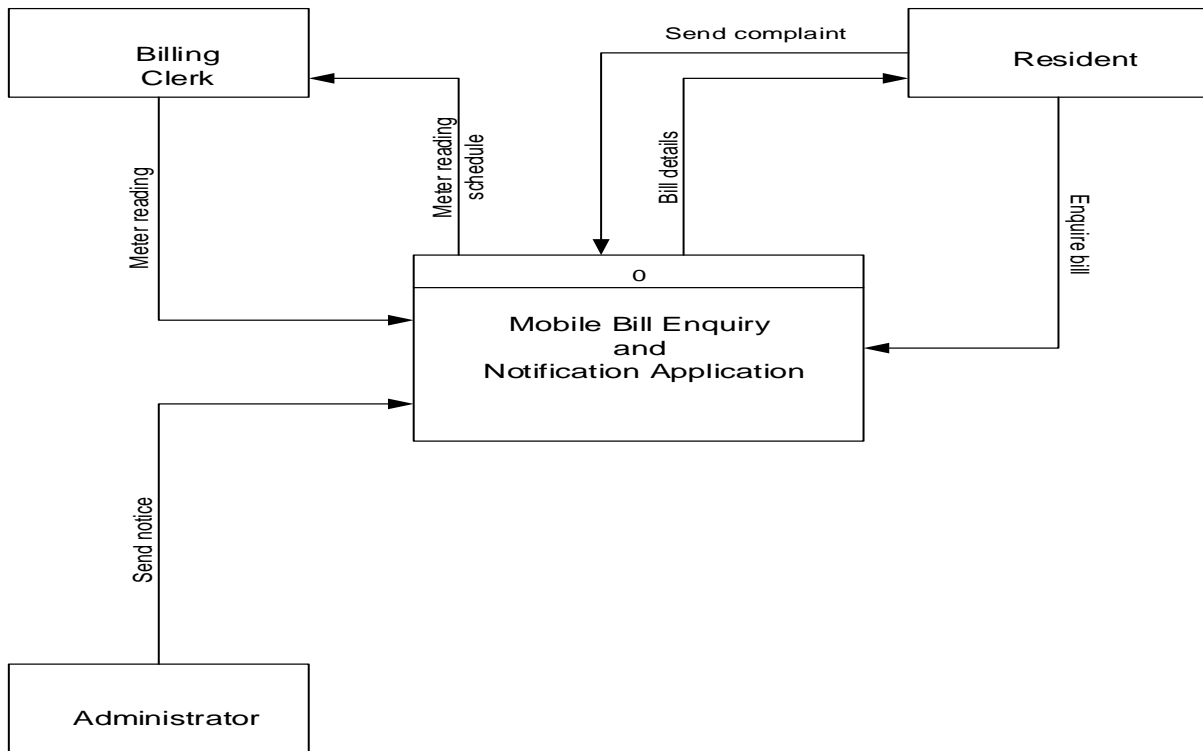 Billing
Clerk
Send complaint
Resident
Meter reading
Meter reading
schedule
Bill details
Enquire bill
0
Mobile Bill Enquiry
and
Notification Application
Send notice
Administrator